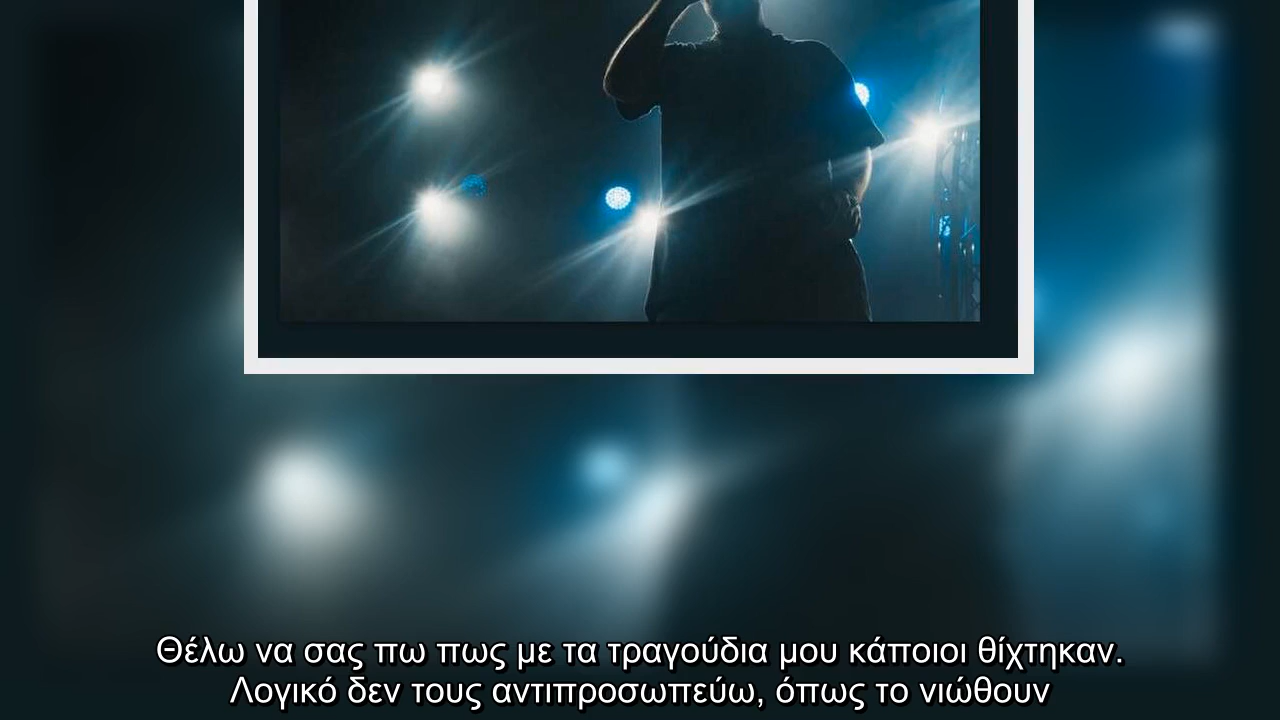 Θέλω να σας πω πως με τα τραγούδια μου κάποιοι θίχτηκαν.
Λογικό δεν τους αντιπροσωπεύω, όπως το νιώθουν